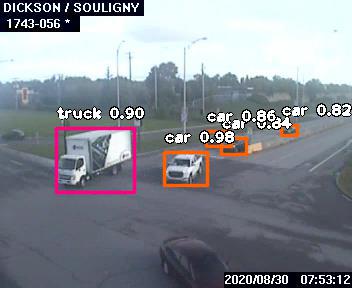 DICKSON / SOULIGNY
1743-056 *
truck 0.90
car 0.98
car 0.86
car 0.84
car 0.82
2020/08/30 07:53:12